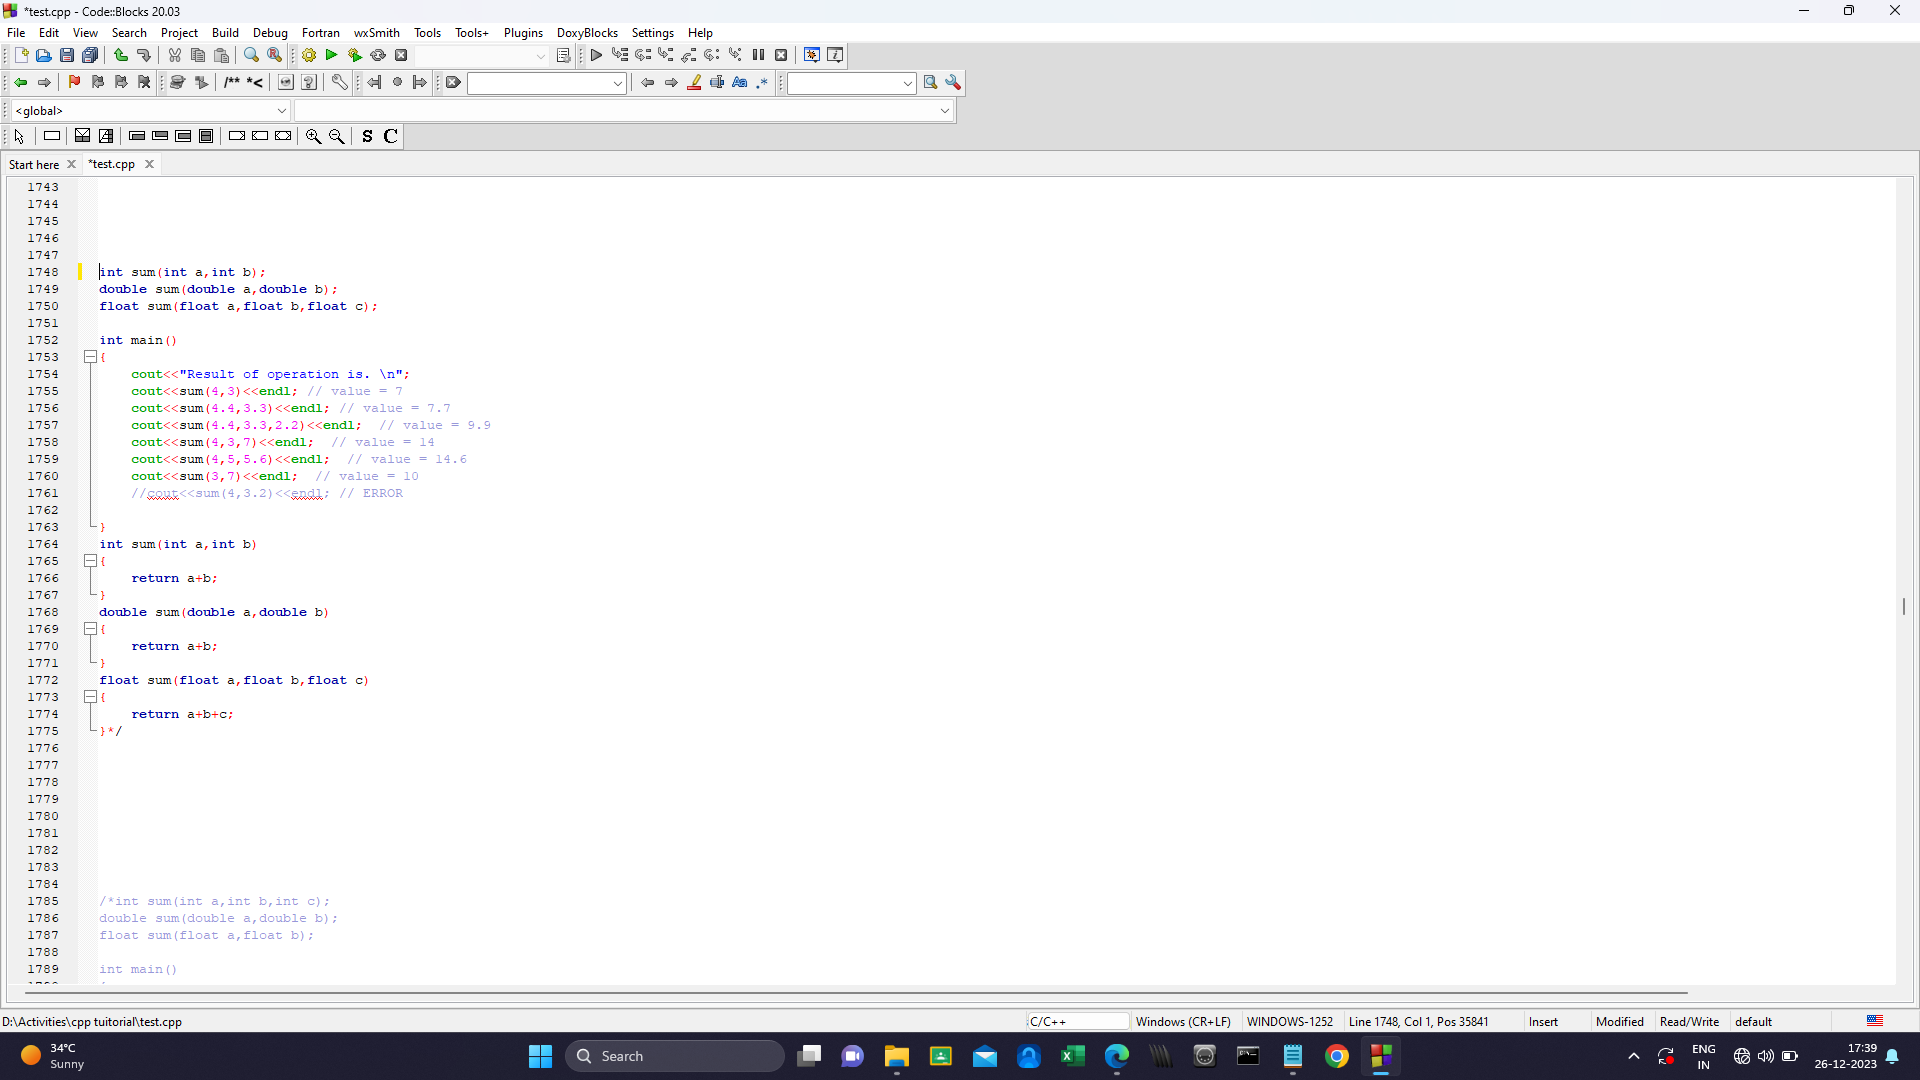 *test.cpp - Code::Blocks 20.03
File Edit View Search Project Build Debug Fortran wxSmith Tools Tools+ Plugins DoxyBlocks Settings Help
/** *<
Aa .*
<global>
S C
Start here *test.cpp
1743
1744
1745
1746
1747
1748 int sum(int a,int b);
1749 double sum(double a,double b);
1750 float sum(float a,float b,float c);
1751
1752 int main()
1753 {
1754 cout<<"Result of operation is. \n";
1755 cout<<sum(4,3)<<endl; // value = 7
1756 cout<<sum(4.4,3.3)<<endl; // value = 7.7
1757 cout<<sum(4.4,3.3,2.2)<<endl; // value = 9.9
1758 cout<<sum(4,3,7)<<endl; // value = 14
1759 cout<<sum(4,5,5.6)<<endl; // value = 14.6
1760 cout<<sum(3,7)<<endl; // value = 10
1761 //cout<<sum(4,3.2)<<endl; // ERROR
1762
1763 }
1764 int sum(int a,int b)
1765 {
1766 return a+b;
1767 }
1768 double sum(double a,double b)
1769 {
1770 return a+b;
1771 }
1772 float sum(float a,float b,float c)
1773 {
1774 return a+b+c;
1775 }*/
1776
1777
1778
1779
1780
1781
1782
1783
1784
1785 /*int sum(int a,int b,int c);
1786 double sum(double a,double b);
1787 float sum(float a,float b);
1788
1789 int main()
D:\Activities\cpp tuitorial\test.cpp C/C++ Windows (CR+LF) WINDOWS-1252 Line 1748, Col 1, Pos 35841 Insert Modified Read/Write default
34°C
Sunny
Search
ENG
IN
17:39
26-12-2023